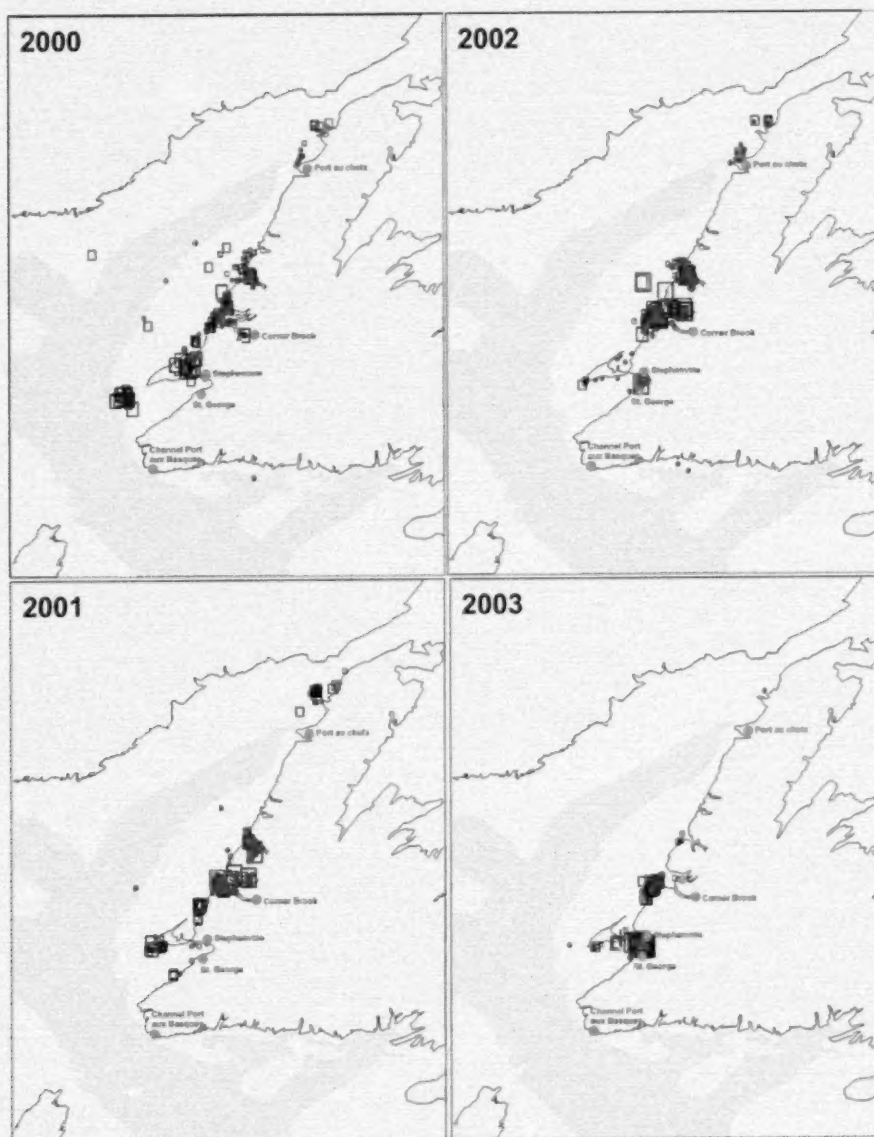 2000
Port au choix
Corner Brook
Stephenville
St. George
Channel Port
aux Basques
2002
Port au choix
Corner Brook
Stephenville
St. George
Channel Port
aux Basques
2001
Port au choix
Corner Brook
Stephenville
St. George
Channel Port
aux Basques
2003
Port au choix
Corner Brook
Stephenville
St. George
Channel Port
aux Basques